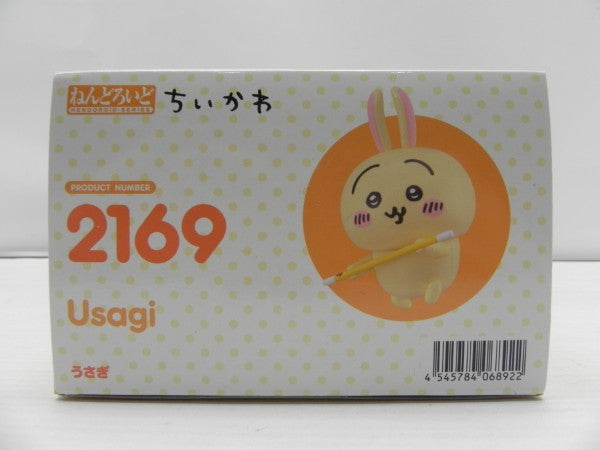 ねんどろいど
NENDOROID SERIES
ちいかわ
PRODUCT NUMBER
2169
Usagi
うさぎ
4 545784 068922